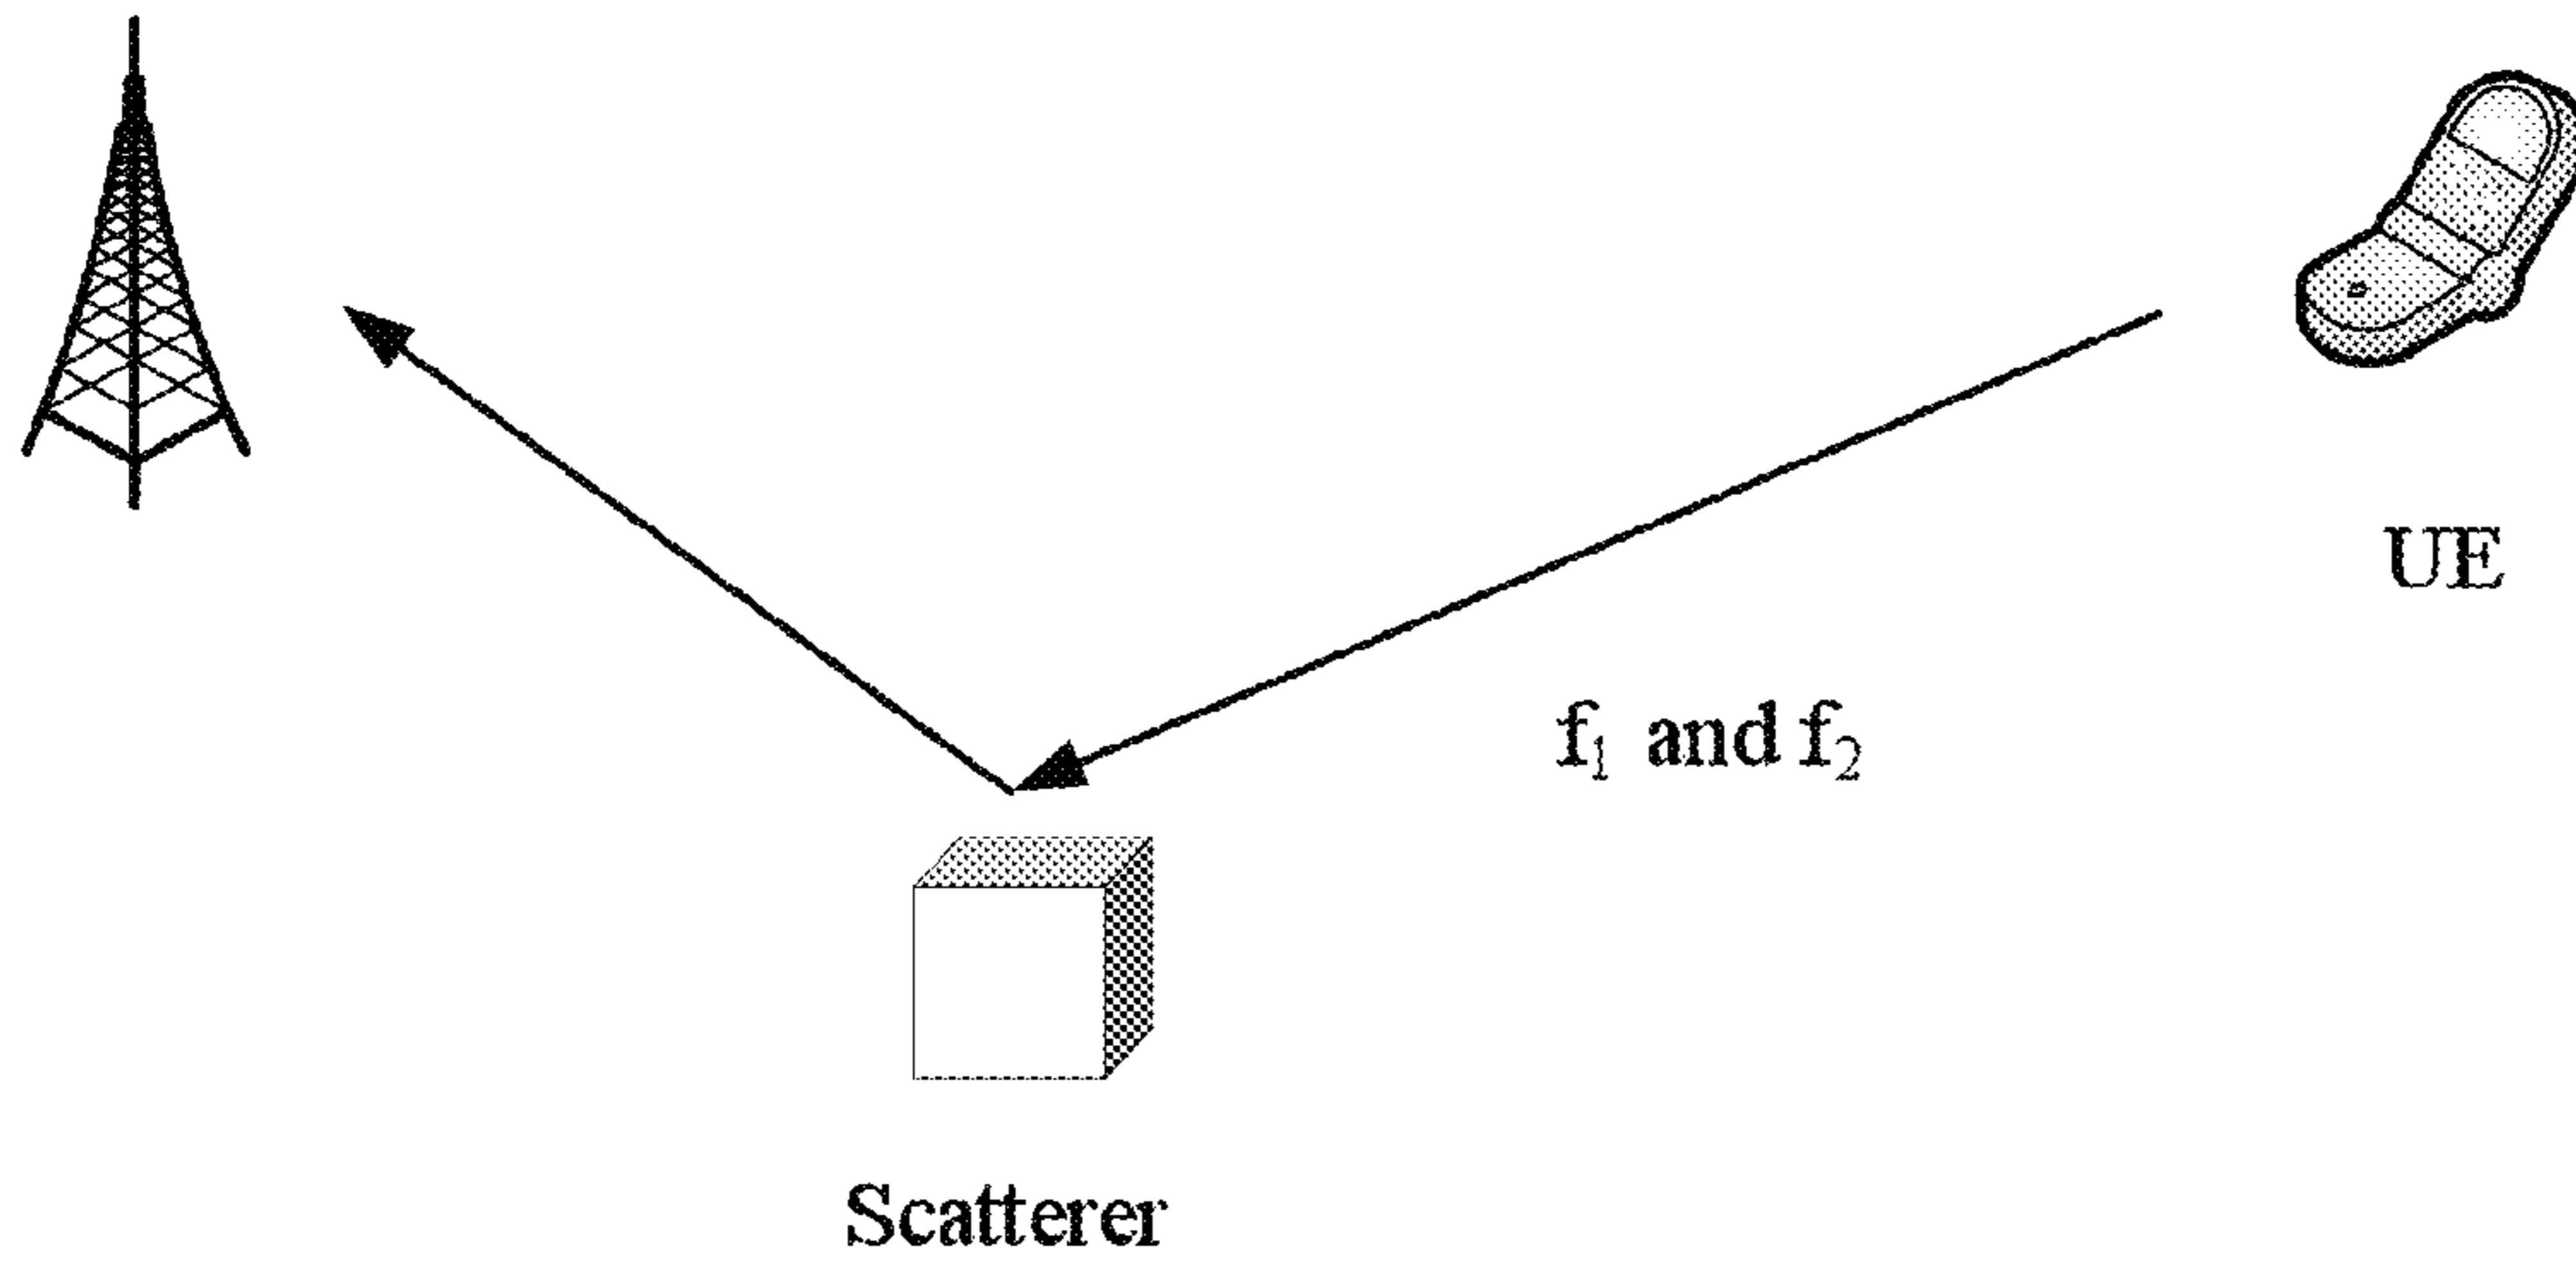 UE
f₁ and f₂
Scatterer